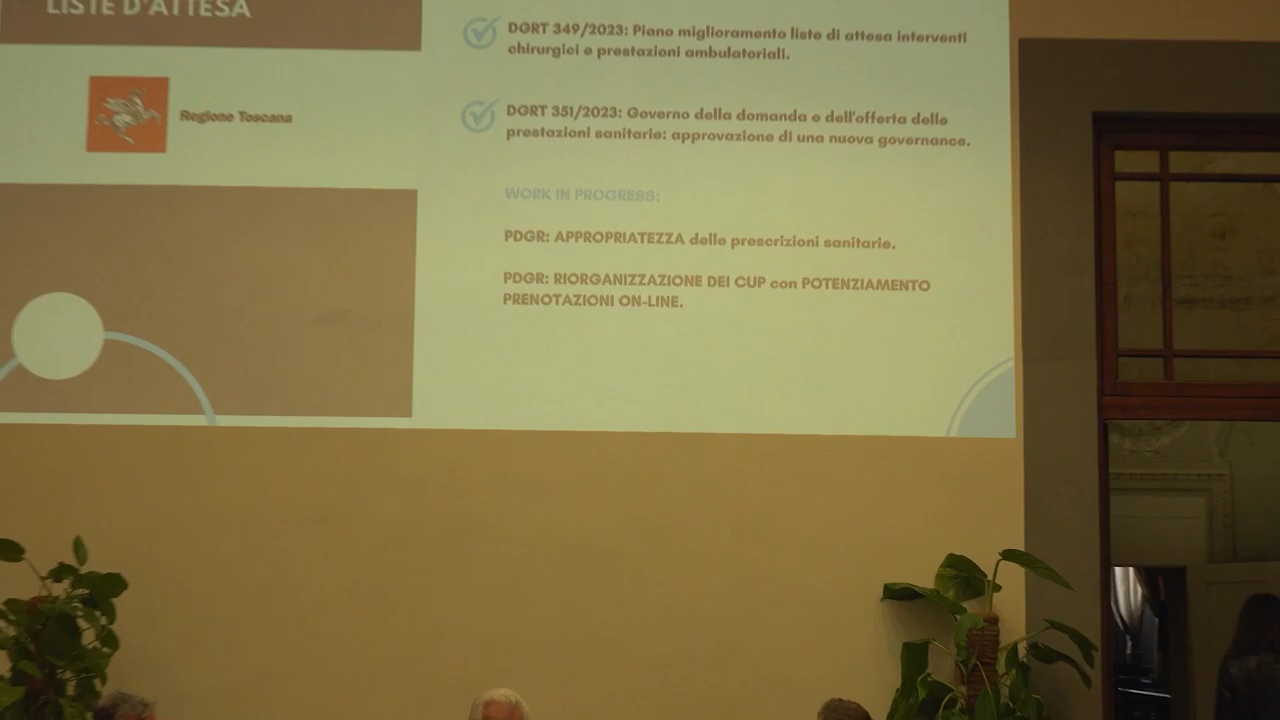 LISTE D'ATTESA
Regione Toscana
DGRT 349/2023: Piano miglioramento liste di attesa interventi
chirurgici e prestazioni ambulatoriali.
DGRT 351/2023: Governo della domanda e dell'offerta delle
prestazioni sanitarie: approvazione di una nuova governance.
WORK IN PROGRESS:
PDGR: APPROPRIATEZZA delle prescrizioni sanitarie.
PDGR: RIORGANIZZAZIONE DEI CUP con POTENZIAMENTO
PRENOTAZIONI ON-LINE.